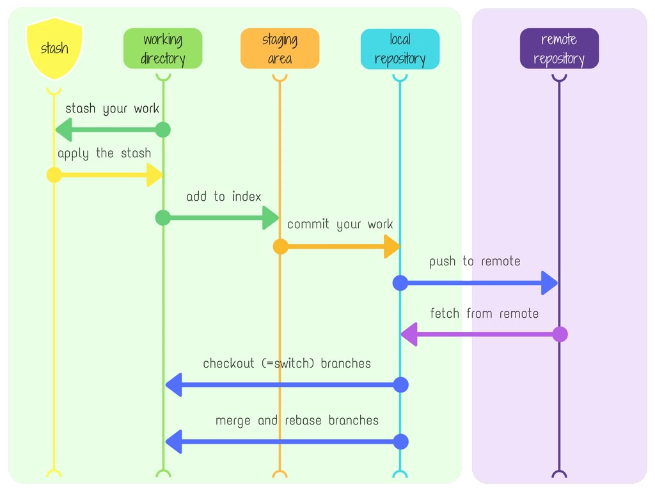 stash
working
directory
staging
area
local
repository
remote
repository
stash your work
apply the stash
add to index
commit your work
push to remote
fetch from remote
checkout (=switch) branches
merge and rebase branches